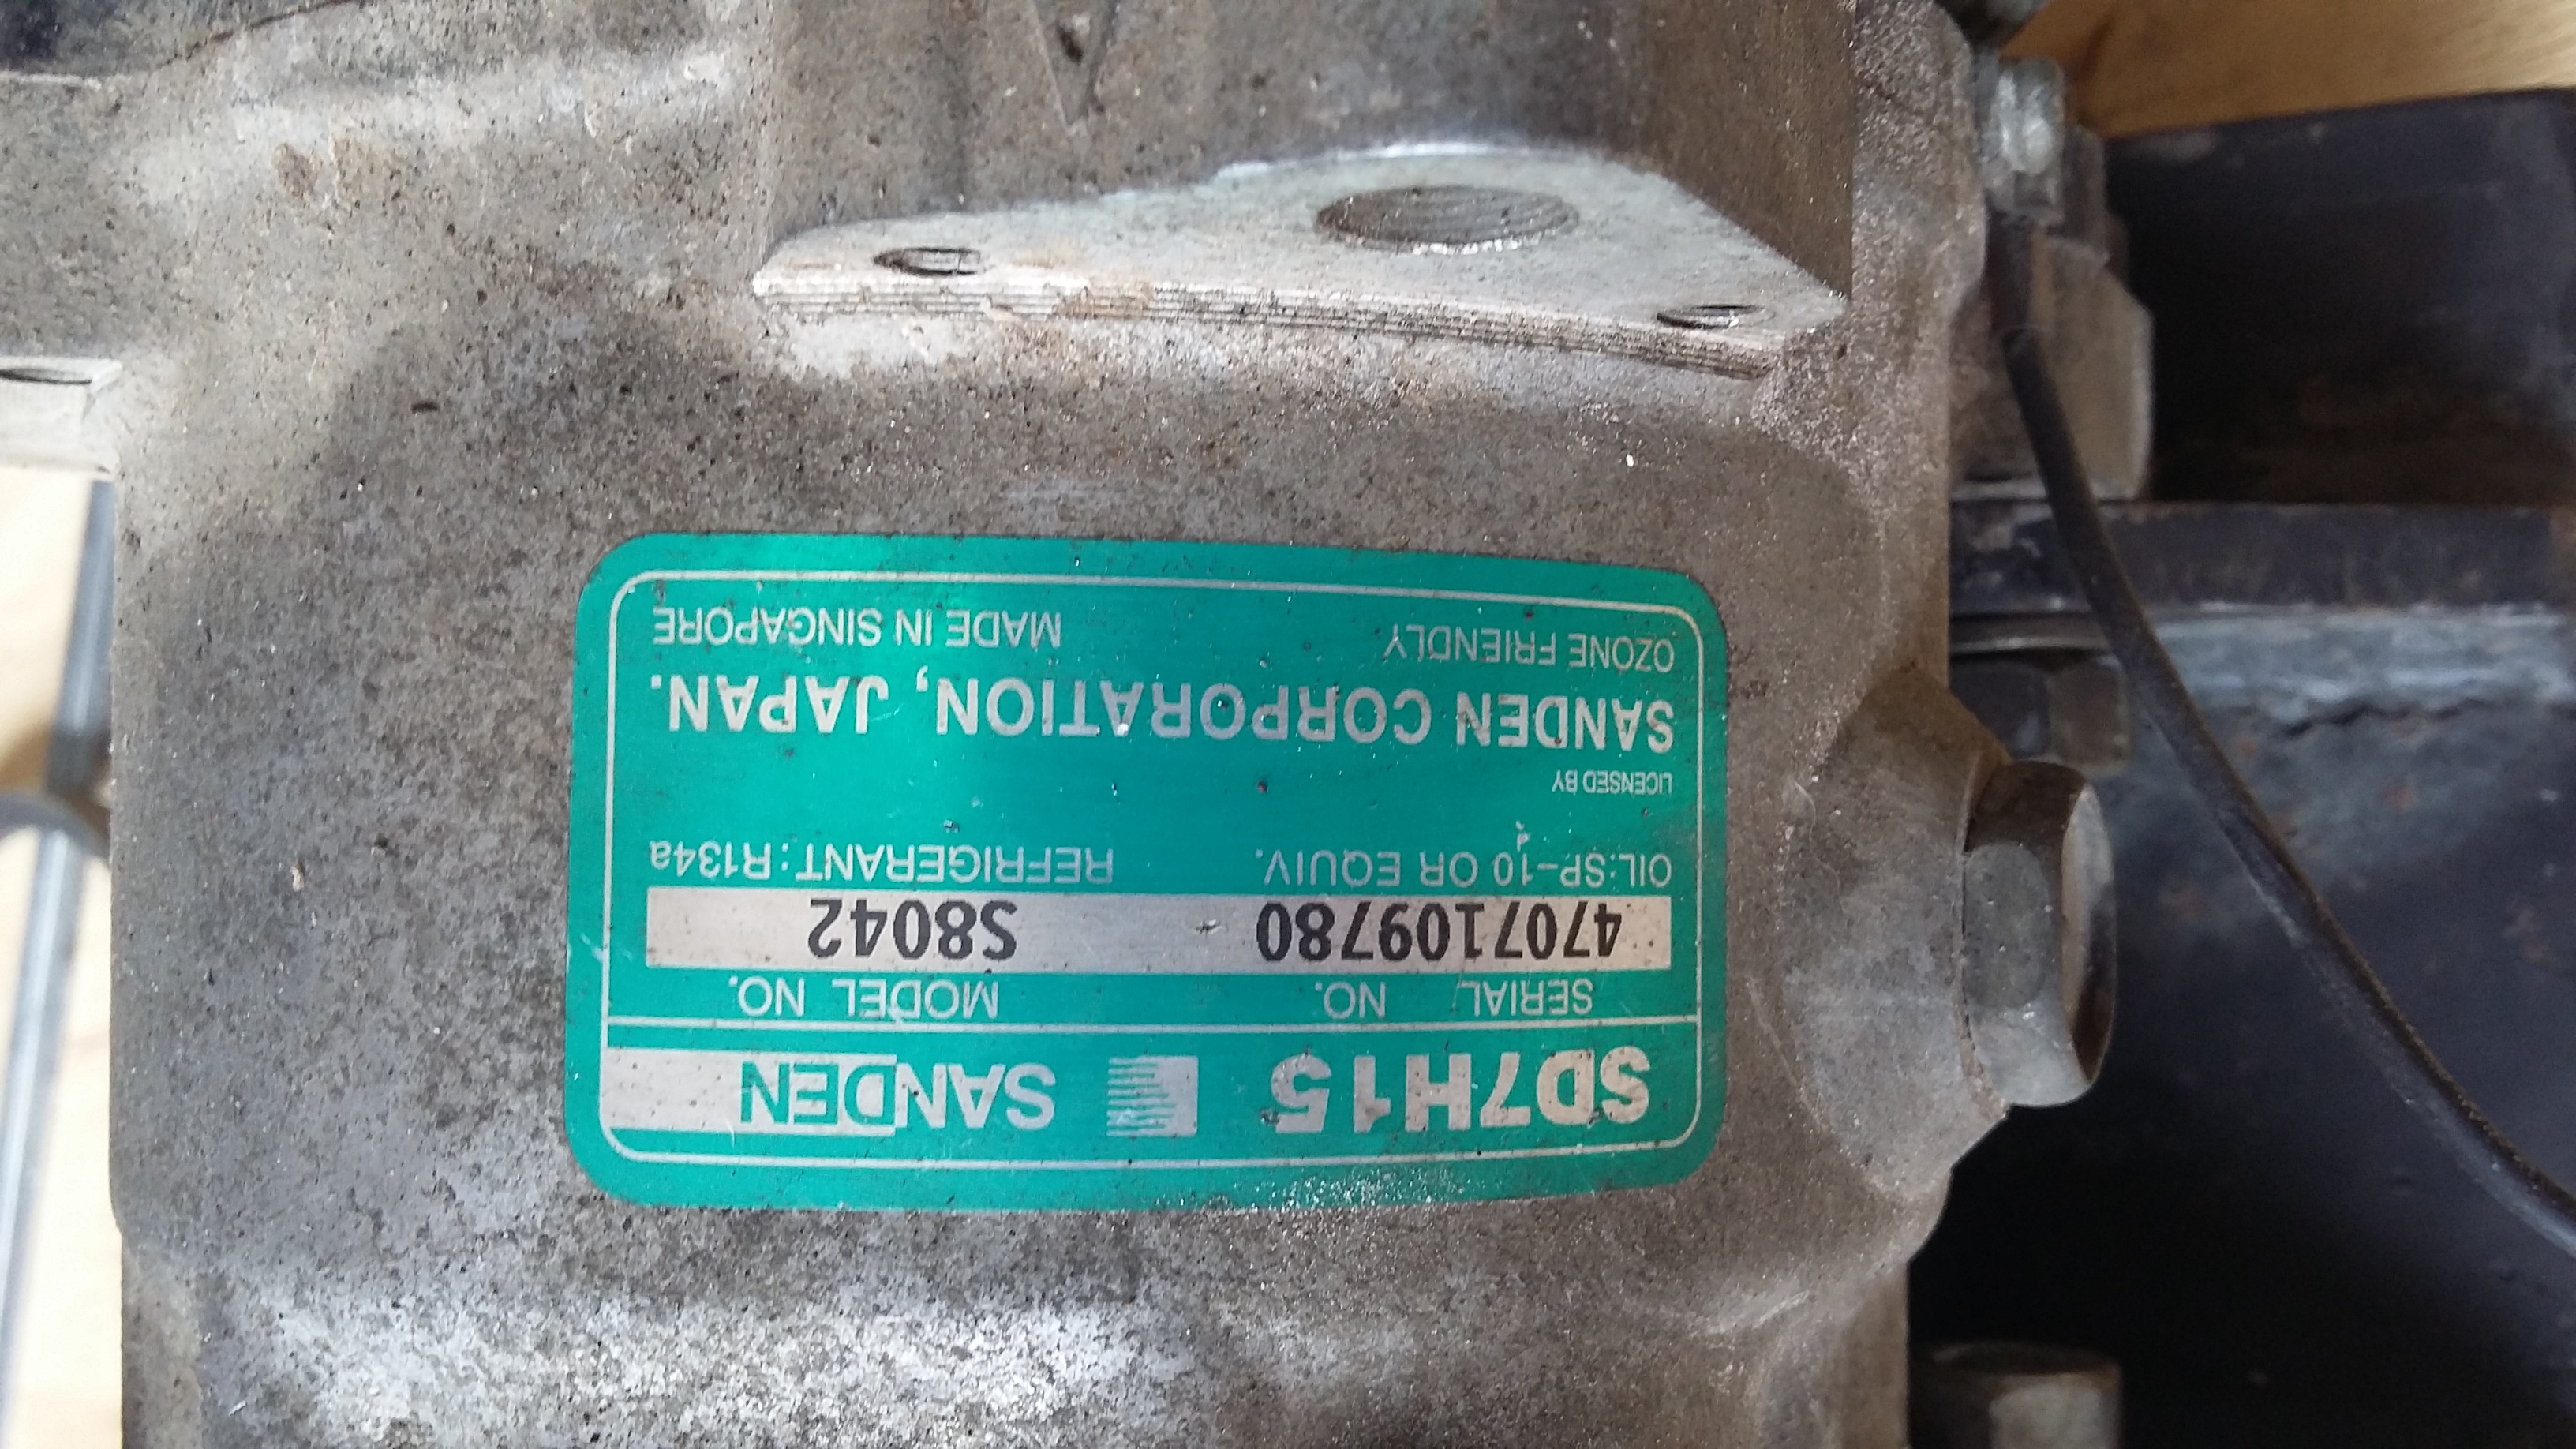 SD7H15 SANDEN
SERIAL NO. MODEL NO.
4707109780 S8042
OIL:SP-10 OR EQUIV. REFRIGERANT:R134a
LICENSED BY
SANDEN CORPORATION, JAPAN.
OZONE FRIENDLY MADE IN SINGAPORE